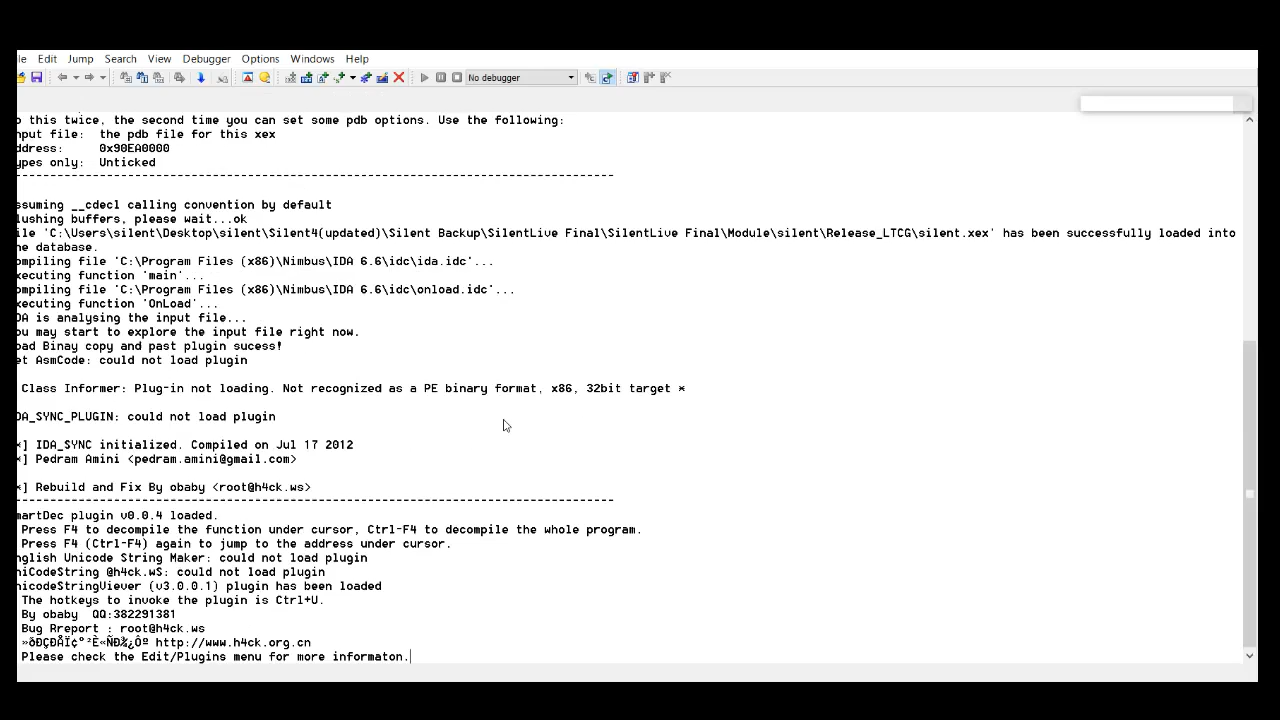 le Edit Jump Search View Debugger Options Windows Help
No debugger
o this twice, the second time you can set some pdb options. Use the following:
nput file: the pdb file for this xex
ddress: 0x90EA0000
ypes only: Unticked
-------------------------------------------------------------------------------------
ssuming __cdecl calling convention by default
lushing buffers, please wait...ok
ile 'C:\Users\silent\Desktop\silent\Silent4(updated)\Silent Backup\SilentLive Final\SilentLive Final\Module\silent\Release_LTCG\silent.xex' has been successfully loaded into
he database.
ompiling file 'C:\Program Files (x86)\Nimbus\IDA 6.6\idc\ida.idc'...
xecuting function 'main'...
ompiling file 'C:\Program Files (x86)\Nimbus\IDA 6.6\idc\onload.idc'...
xecuting function 'OnLoad'...
DA is analysing the input file...
ou may start to explore the input file right now.
oad Binay copy and past plugin sucess!
et AsmCode: could not load plugin
Class Informer: Plug-in not loading. Not recognized as a PE binary format, x86, 32bit target *
DA_SYNC_PLUGIN: could not load plugin
*] IDA_SYNC initialized. Compiled on Jul 17 2012
*] Pedram Amini <pedram.amini@gmail.com>
*] Rebuild and Fix By obaby <root@h4ck.ws>
-------------------------------------------------------------------------------------
martDec plugin v0.0.4 loaded.
Press F4 to decompile the function under cursor, Ctrl-F4 to decompile the whole program.
Press F4 (Ctrl-F4) again to jump to the address under cursor.
nglish Unicode String Maker: could not load plugin
niCodeString @h4ck.wS: could not load plugin
nicodeStringViever (v3.0.0.1) plugin has been loaded
The hotkeys to invoke the plugin is Ctrl+U.
By obaby QQ:382291381
Bug Rreport : root@h4ck.ws
http://www.h4ck.org.cn
Please check the Edit/Plugins menu for more informaton.